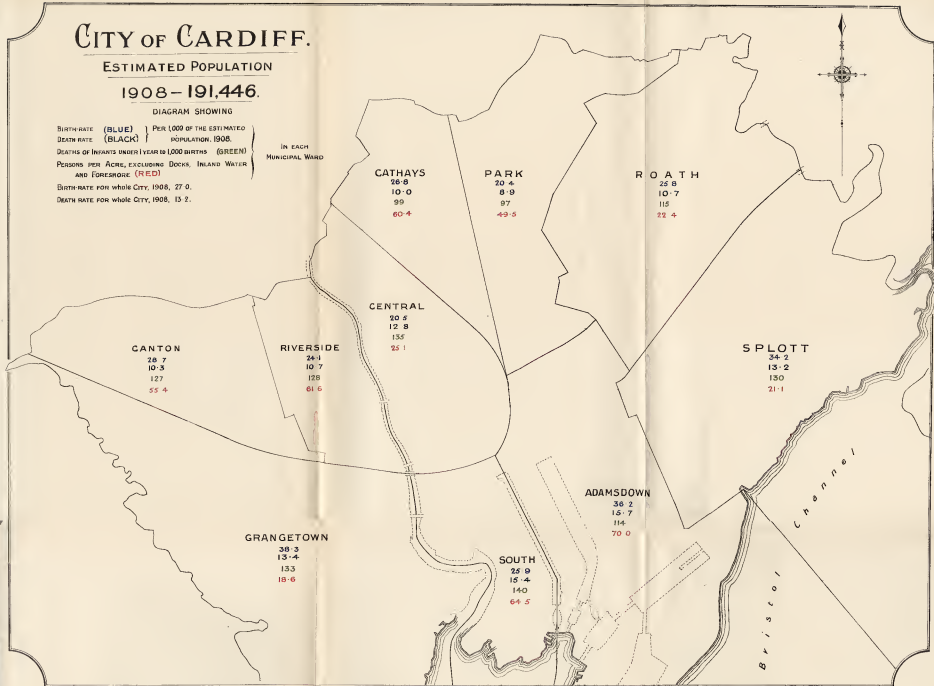 CITY OF CARDIFF.
ESTIMATED POPULATION
1908 – 191,446.
DIAGRAM SHOWING
BIRTH-RATE (BLUE) } PER 1,000 OF THE ESTIMATED
DEATH-RATE (BLACK) } POPULATION, 1908.
DEATHS OF INFANTS UNDER 1 YEAR TO 1,000 BIRTHS (GREEN)
PERSONS PER ACRE, EXCLUDING DOCKS, INLAND WATER
AND FORESHORE (RED)
IN EACH
MUNICIPAL WARD
BIRTH-RATE FOR WHOLE CITY, 1908, 27·0.
DEATH RATE FOR WHOLE CITY, 1908, 13·2.
CATHAYS
26·8
10·0
99
60·4
PARK
20·4
8·9
97
49·5
ROATH
25·8
10·7
115
22·4
CENTRAL
20·5
12·8
135
25·1
CANTON
28·7
10·3
127
55·4
RIVERSIDE
24·1
10·7
128
61·6
SPLOTT
34·2
13·2
130
21·1
ADAMSDOWN
36·2
15·7
114
70·0
GRANGETOWN
38·3
13·4
133
18·6
SOUTH
25·9
15·4
140
64·5
Bristol Channel